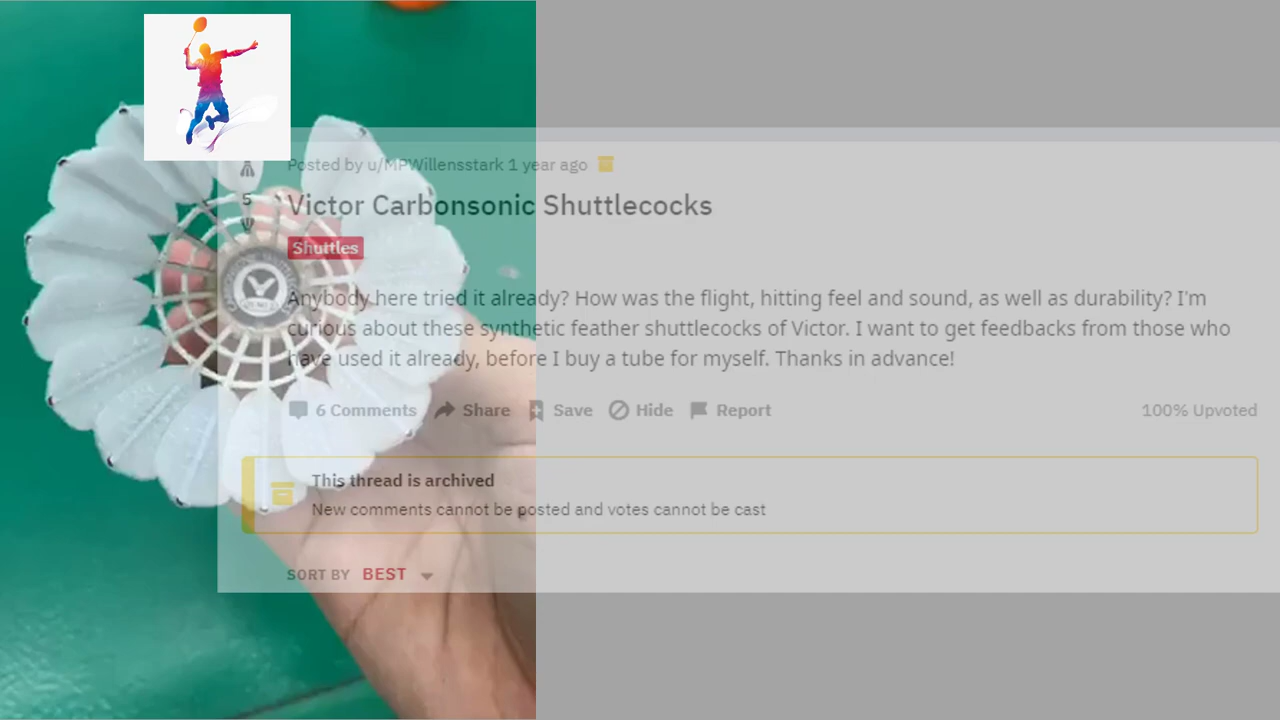 Posted by u/MPWillensstark 1 year ago
5
Victor Carbonsonic Shuttlecocks
Shuttles
Anybody here tried it already? How was the flight, hitting feel and sound, as well as durability? I'm
curious about these synthetic feather shuttlecocks of Victor. I want to get feedbacks from those who
have used it already, before I buy a tube for myself. Thanks in advance!
6 Comments Share Save Hide Report 100% Upvoted
This thread is archived
New comments cannot be posted and votes cannot be cast
SORT BY BEST